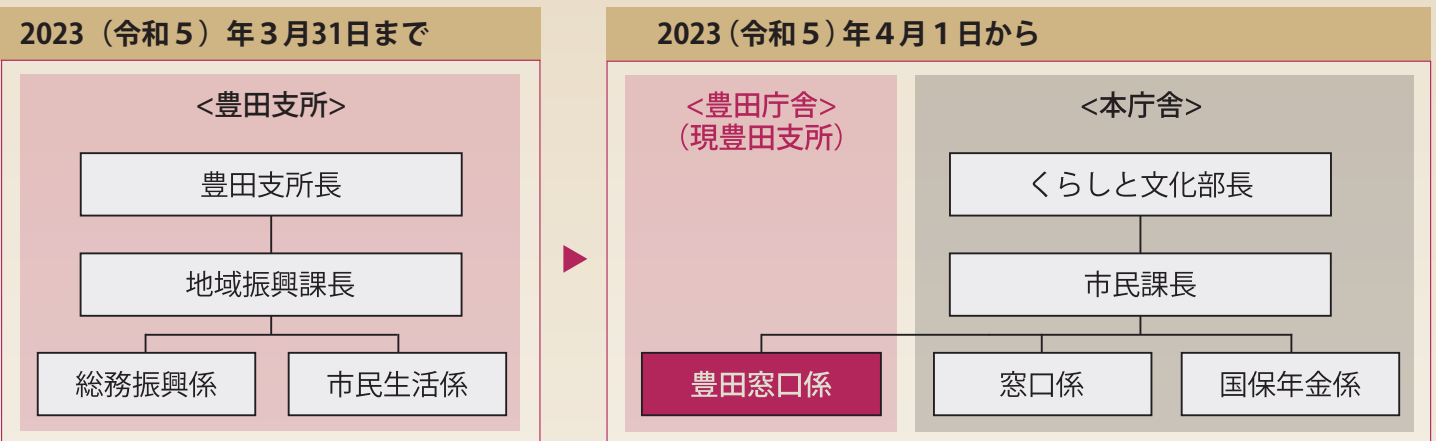 2023（令和５）年３月31日まで
<豊田支所>
豊田支所長
地域振興課長
総務振興係
市民生活係
2023（令和５）年４月１日から
<豊田庁舎>
（現豊田支所）
<本庁舎>
くらしと文化部長
市民課長
豊田窓口係
窓口係
国保年金係